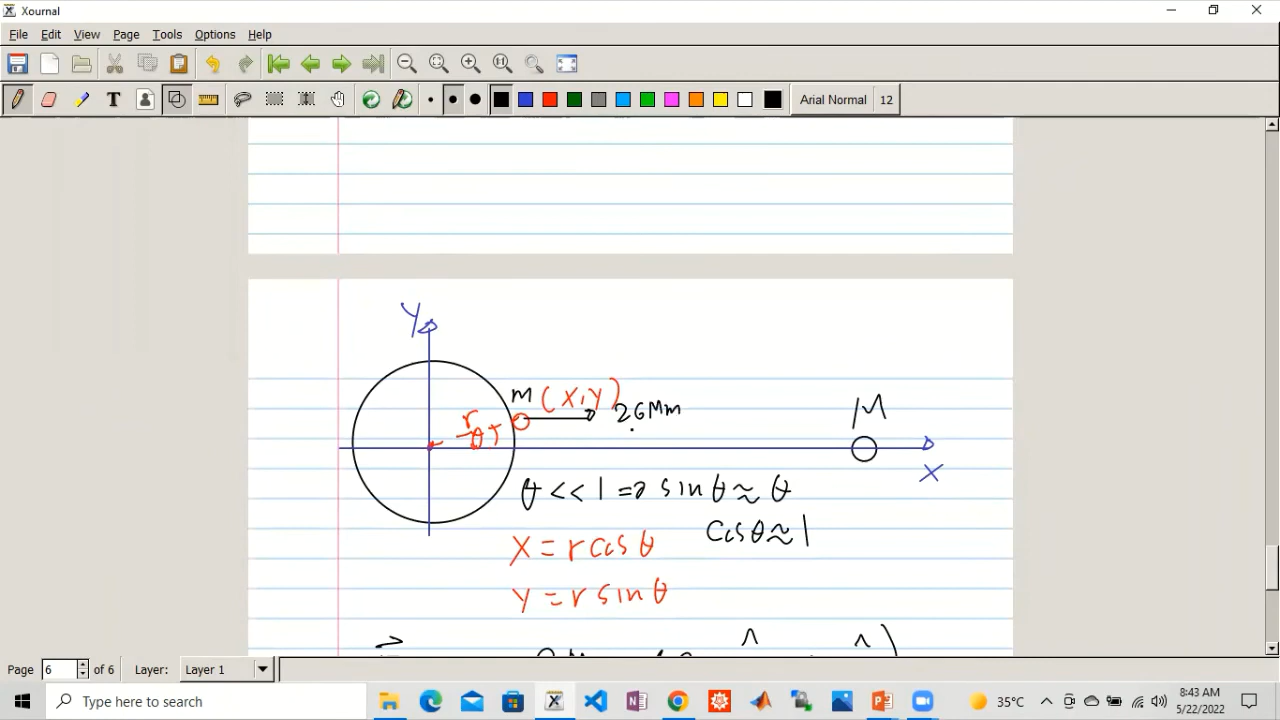 Xournal
File Edit View Page Tools Options Help
Arial Normal 12
Y
m (X, Y)
2GMm
M
r
θ
X
θ << 1 => sin θ ≈ θ
Cos θ ≈ 1
X = r cos θ
Y = r sin θ
Page 6 of 6 Layer: Layer 1
Type here to search
35°C
8:43 AM
5/22/2022